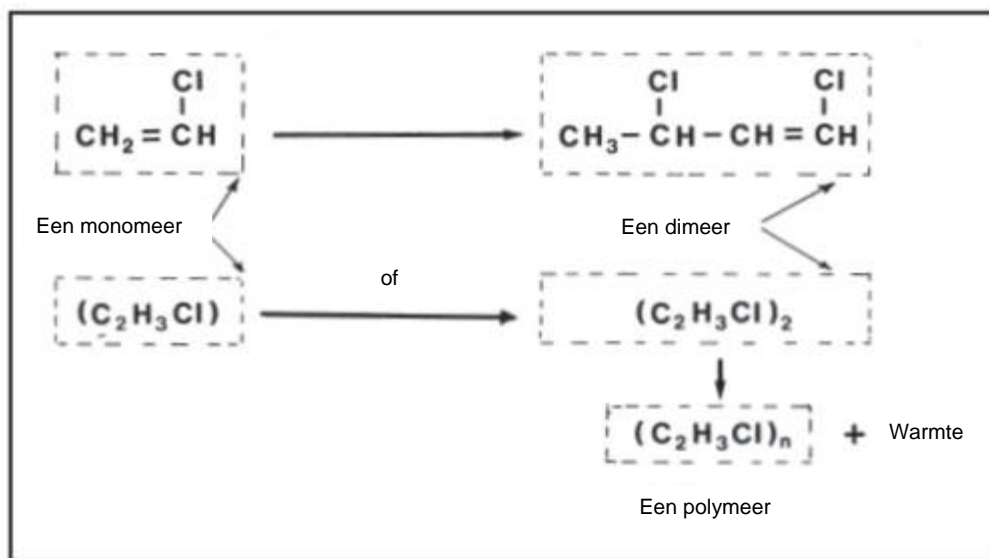 Cl
CH₂=CH
Cl Cl
CH₃-CH-CH=CH
Een monomeer
Een dimeer
of
(C₂H₃Cl)
(C₂H₃Cl)₂
(C₂H₃Cl)ₙ + Warmte
Een polymeer